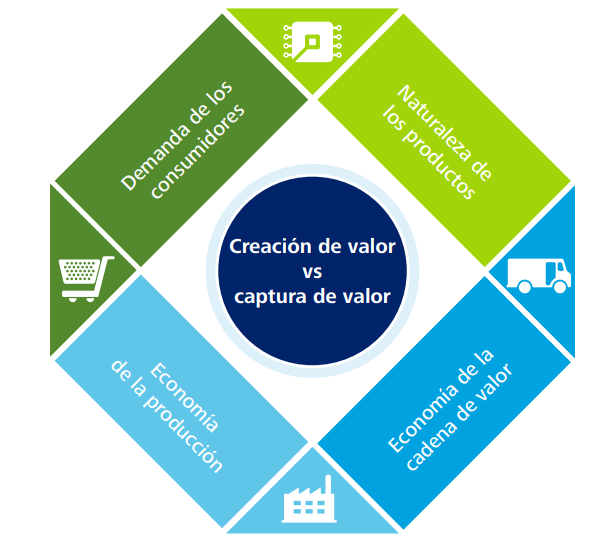 Demanda de los
consumidores
Naturaleza de
los productos
Creación de valor
vs
captura de valor
Economía
de la producción
Economía de la
cadena de valor